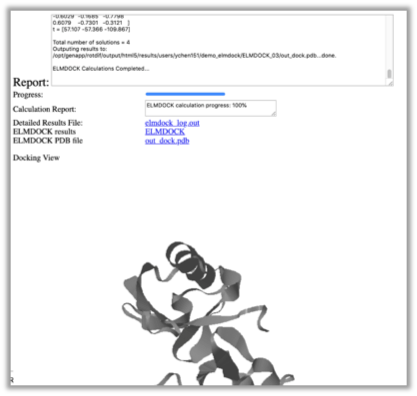 -0.6029 -0.1685 -0.7798
0.6079 -0.7301 -0.3121 ]
t = [57.107 -57.366 -109.867]
Total number of solutions = 4
Outputing results to:
/opt/genapp/rotdif/output/html5/results/users/ychen151/demo_elmdock/ELMDOCK_03/out_dock.pdb...done.
ELMDOCK Calculations Completed...
Report:
Progress:
Calculation Report: ELMDOCK calculation progress: 100%
Detailed Results File: elmdock_log.out
ELMDOCK results ELMDOCK
ELMDOCK PDB file out_dock.pdb
Docking View